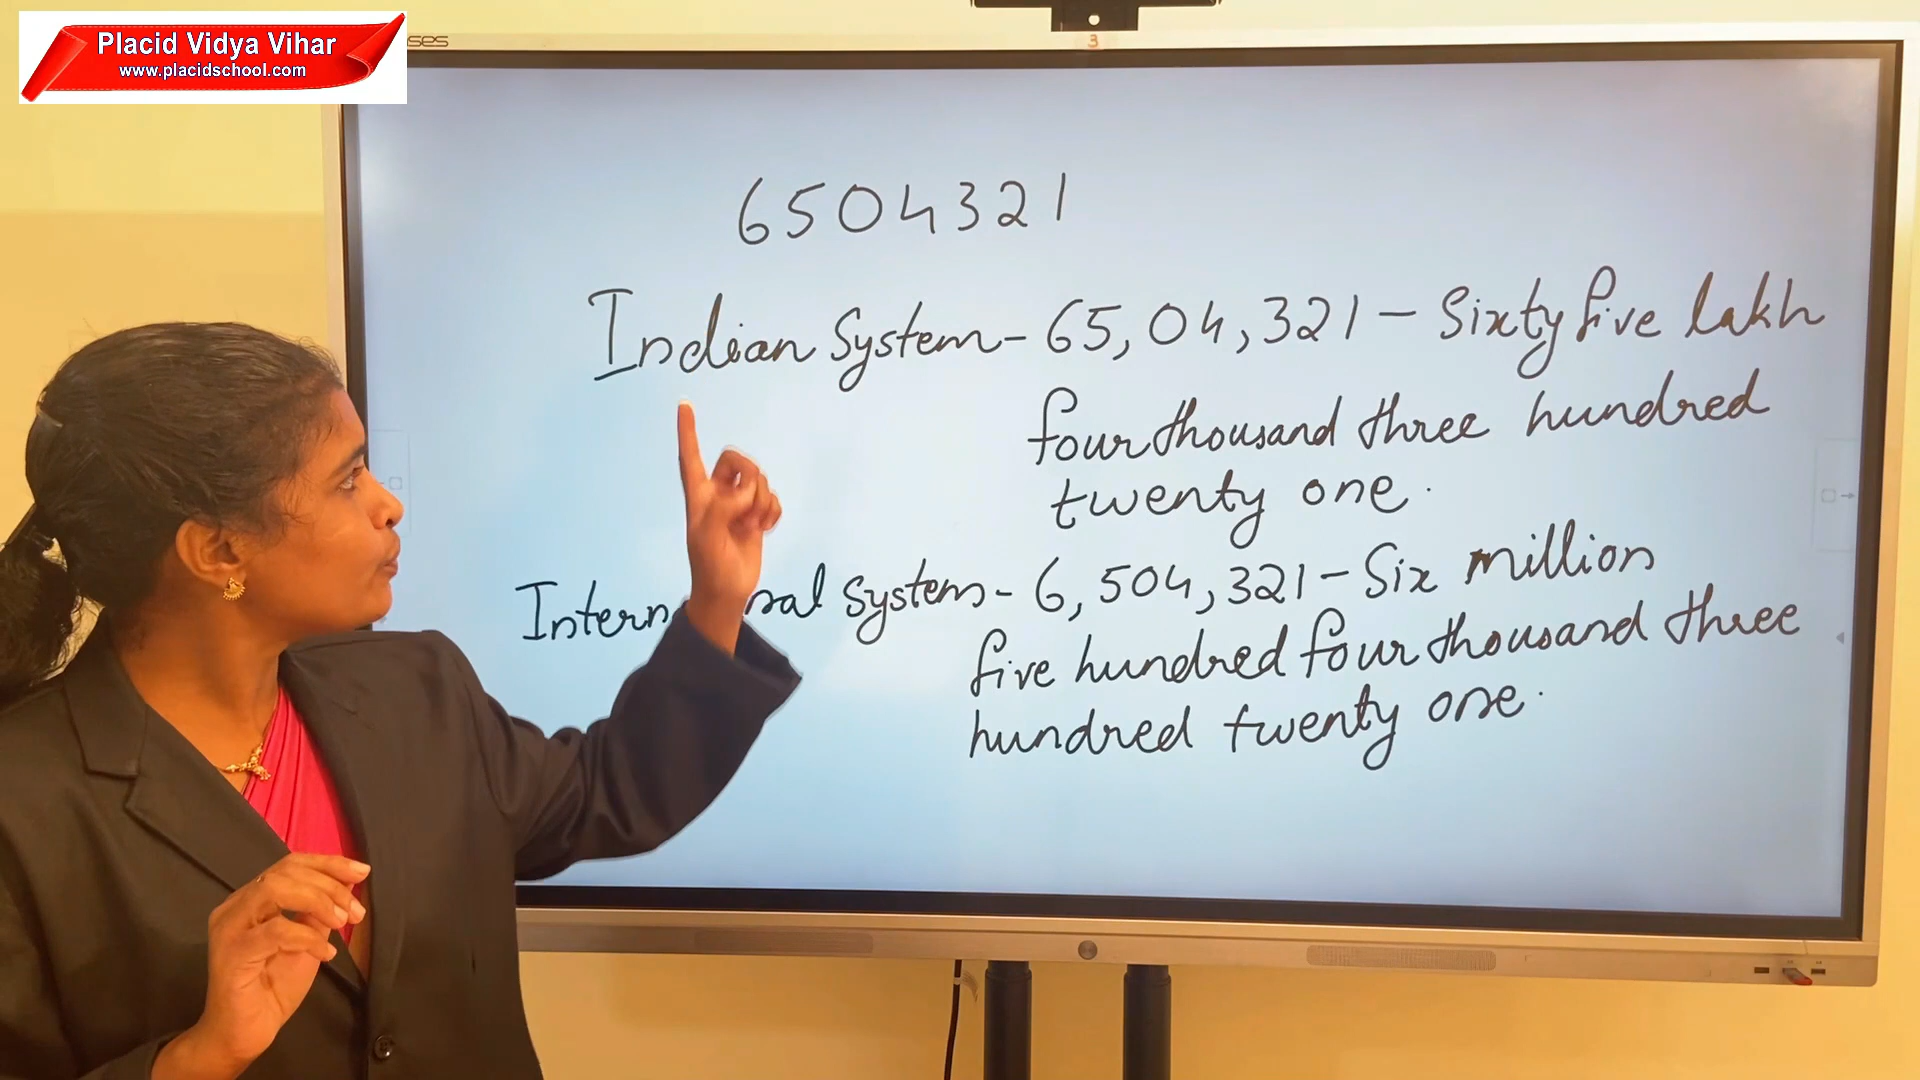 Placid Vidya Vihar
www.placidschool.com
3
6504321
Indian System - 65,04,321 - Sixty five lakh
four thousand three hundred
twenty one.
System - 6,504,321 - Six million
five hundred four thousand three
hundred twenty one.